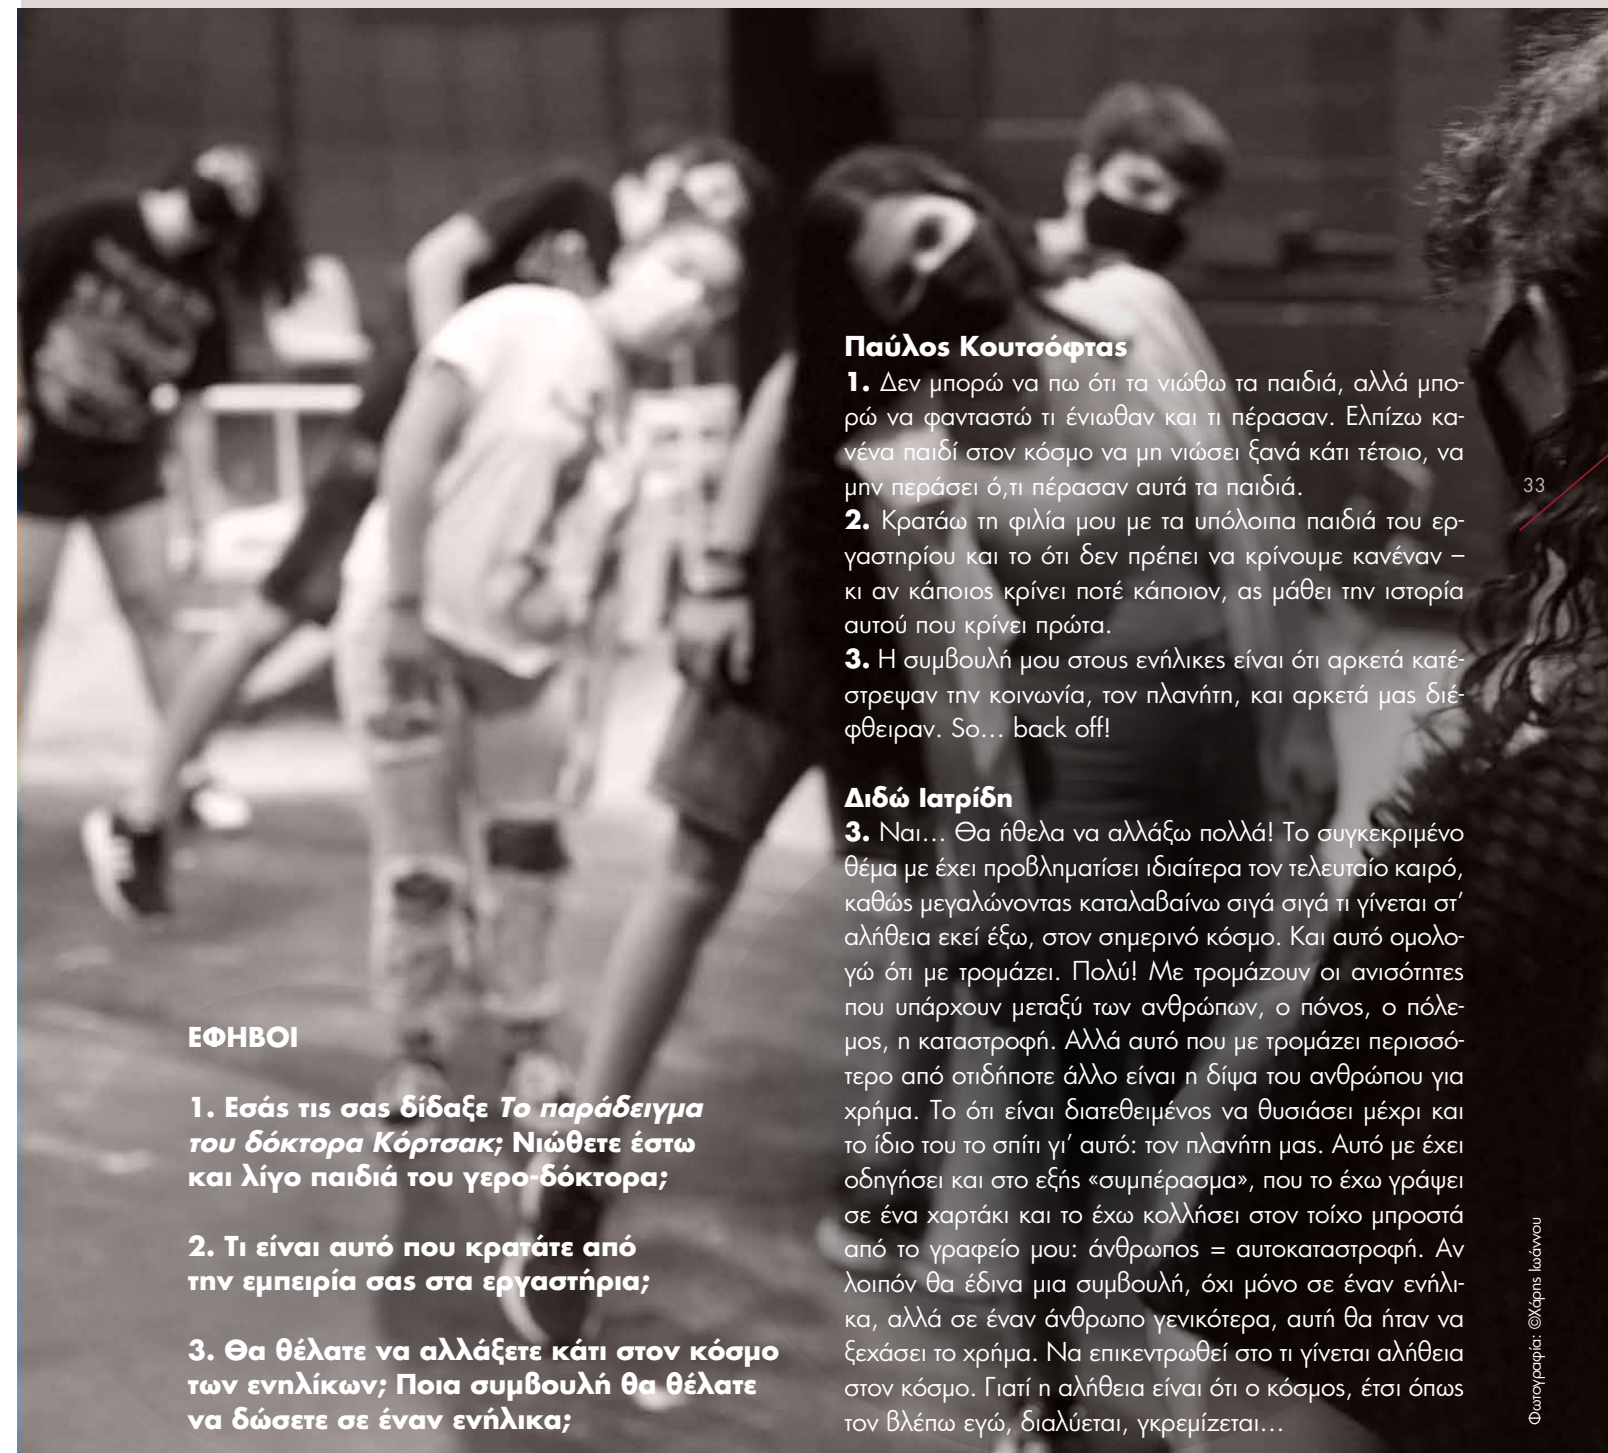 ΕΦΗΒΟΙ
1. Εσάς τις σας δίδαξε Το παράδειγμα
του δόκτορα Κόρτσακ; Νιώθετε έστω
και λίγο παιδιά του γερο-δόκτορα;
2. Τι είναι αυτό που κρατάτε από
την εμπειρία σας στα εργαστήρια;
3. Θα θέλατε να αλλάξετε κάτι στον κόσμο
των ενηλίκων; Ποια συμβουλή θα θέλατε
να δώσετε σε έναν ενήλικα;
Παύλος Κουτσόφτας
1. Δεν μπορώ να πω ότι τα νιώθω τα παιδιά, αλλά μπο-
ρώ να φανταστώ τι ένιωθαν και τι πέρασαν. Ελπίζω κα-
νένα παιδί στον κόσμο να μη νιώσει ξανά κάτι τέτοιο, να
μην περάσει ό,τι πέρασαν αυτά τα παιδιά.
2. Κρατάω τη φιλία μου με τα υπόλοιπα παιδιά του ερ-
γαστηρίου και το ότι δεν πρέπει να κρίνουμε κανέναν –
κι αν κάποιος κρίνει ποτέ κάποιον, ας μάθει την ιστορία
αυτού που κρίνει πρώτα.
3. Η συμβουλή μου στους ενήλικες είναι ότι αρκετά κατέ-
στρεψαν την κοινωνία, τον πλανήτη, και αρκετά μας διέ-
φθειραν. So... back off!
Διδώ Ιατρίδη
3. Ναι... Θα ήθελα να αλλάξω πολλά! Το συγκεκριμένο
θέμα με έχει προβληματίσει ιδιαίτερα τον τελευταίο καιρό,
καθώς μεγαλώνοντας καταλαβαίνω σιγά σιγά τι γίνεται στ’
αλήθεια εκεί έξω, στον σημερινό κόσμο. Και αυτό ομολο-
γώ ότι με τρομάζει. Πολύ! Με τρομάζουν οι ανισότητες
που υπάρχουν μεταξύ των ανθρώπων, ο πόνος, ο πόλε-
μος, η καταστροφή. Αλλά αυτό που με τρομάζει περισσό-
τερο από οτιδήποτε άλλο είναι η δίψα του ανθρώπου για
χρήμα. Το ότι είναι διατεθειμένος να θυσιάσει μέχρι και
το ίδιο του το σπίτι γι’ αυτό: τον πλανήτη μας. Αυτό με έχει
οδηγήσει και στο εξής «συμπέρασμα», που το έχω γράψει
σε ένα χαρτάκι και το έχω κολλήσει στον τοίχο μπροστά
από το γραφείο μου: άνθρωπος = αυτοκαταστροφή. Αν
λοιπόν θα έδινα μια συμβουλή, όχι μόνο σε έναν ενήλι-
κα, αλλά σε έναν άνθρωπο γενικότερα, αυτή θα ήταν να
ξεχάσει το χρήμα. Να επικεντρωθεί στο τι γίνεται αλήθεια
στον κόσμο. Γιατί η αλήθεια είναι ότι ο κόσμος, έτσι όπως
τον βλέπω εγώ, διαλύεται, γκρεμίζεται...
33
Φωτογραφία: ©Χάρης Ιωάννου